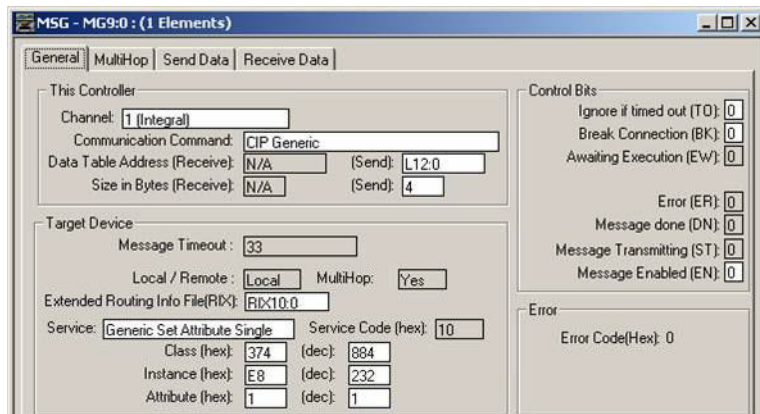 MSG - MG9:0 : (1 Elements)
General MultiHop Send Data Receive Data
This Controller
Channel: 1 (Integral)
Communication Command: CIP Generic
Data Table Address (Receive): N/A (Send): L12:0
Size in Bytes (Receive): N/A (Send): 4
Target Device
Message Timeout : 33
Local / Remote : Local MultiHop: Yes
Extended Routing Info File(RIX): RIX10:0
Service: Generic Set Attribute Single Service Code (hex): 10
Class (hex): 374 (dec): 884
Instance (hex): E8 (dec): 232
Attribute (hex): 1 (dec): 1
Control Bits
Ignore if timed out (TO): 0
Break Connection (BK): 0
Awaiting Execution (EW): 0
Error (ER): 0
Message done (DN): 0
Message Transmitting (ST): 0
Message Enabled (EN): 0
Error
Error Code(Hex): 0